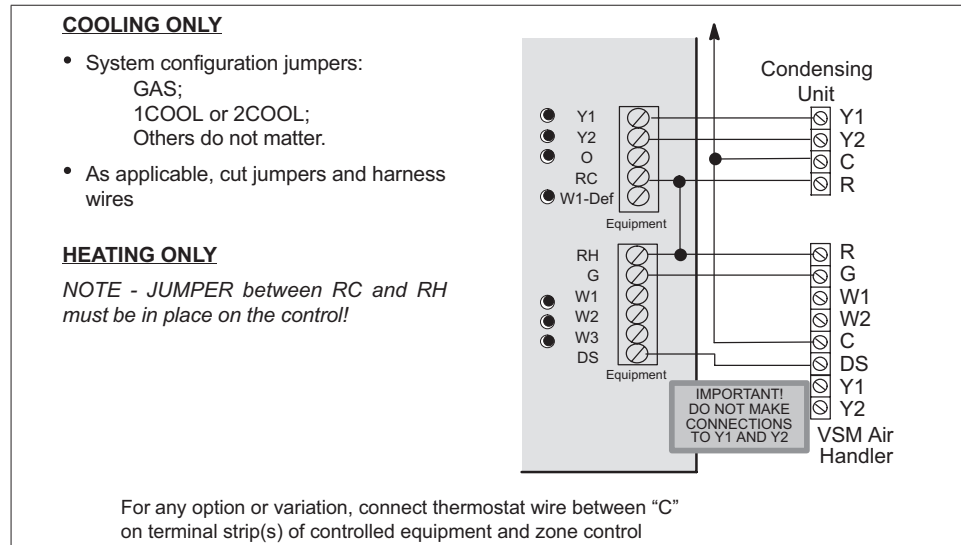 COOLING ONLY
• System configuration jumpers:
GAS;
1COOL or 2COOL;
Others do not matter.
• As applicable, cut jumpers and harness
wires
HEATING ONLY
NOTE - JUMPER between RC and RH
must be in place on the control!
Y1
Y2
O
RC
W1-Def
Equipment
RH
G
W1
W2
W3
DS
Equipment
Condensing
Unit
Y1
Y2
C
R
R
G
W1
W2
C
DS
Y1
Y2
VSM Air
Handler
IMPORTANT!
DO NOT MAKE
CONNECTIONS
TO Y1 AND Y2
For any option or variation, connect thermostat wire between “C”
on terminal strip(s) of controlled equipment and zone control